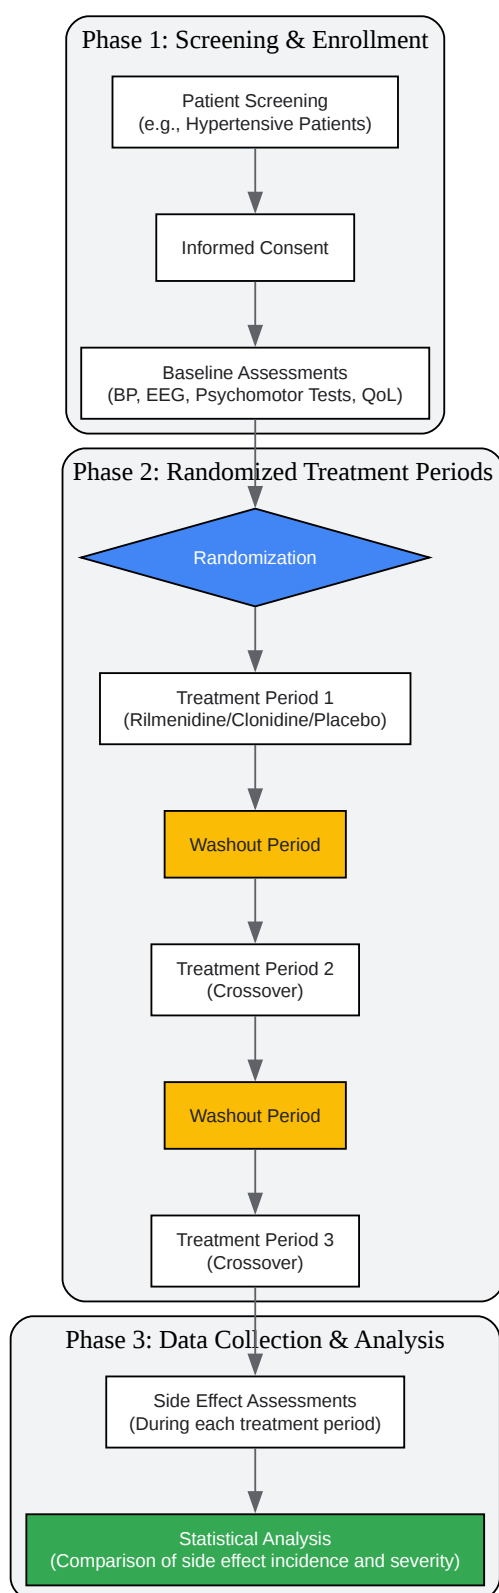 Phase 1: Screening & Enrollment
Patient Screening
(e.g., Hypertensive Patients)
Informed Consent
Baseline Assessments
(BP, EEG, Psychomotor Tests, QoL)
Phase 2: Randomized Treatment Periods
Randomization
Treatment Period 1
(Rilmenidine/Clonidine/Placebo)
Washout Period
Treatment Period 2
(Crossover)
Washout Period
Treatment Period 3
(Crossover)
Phase 3: Data Collection & Analysis
Side Effect Assessments
(During each treatment period)
Statistical Analysis
(Comparison of side effect incidence and severity)